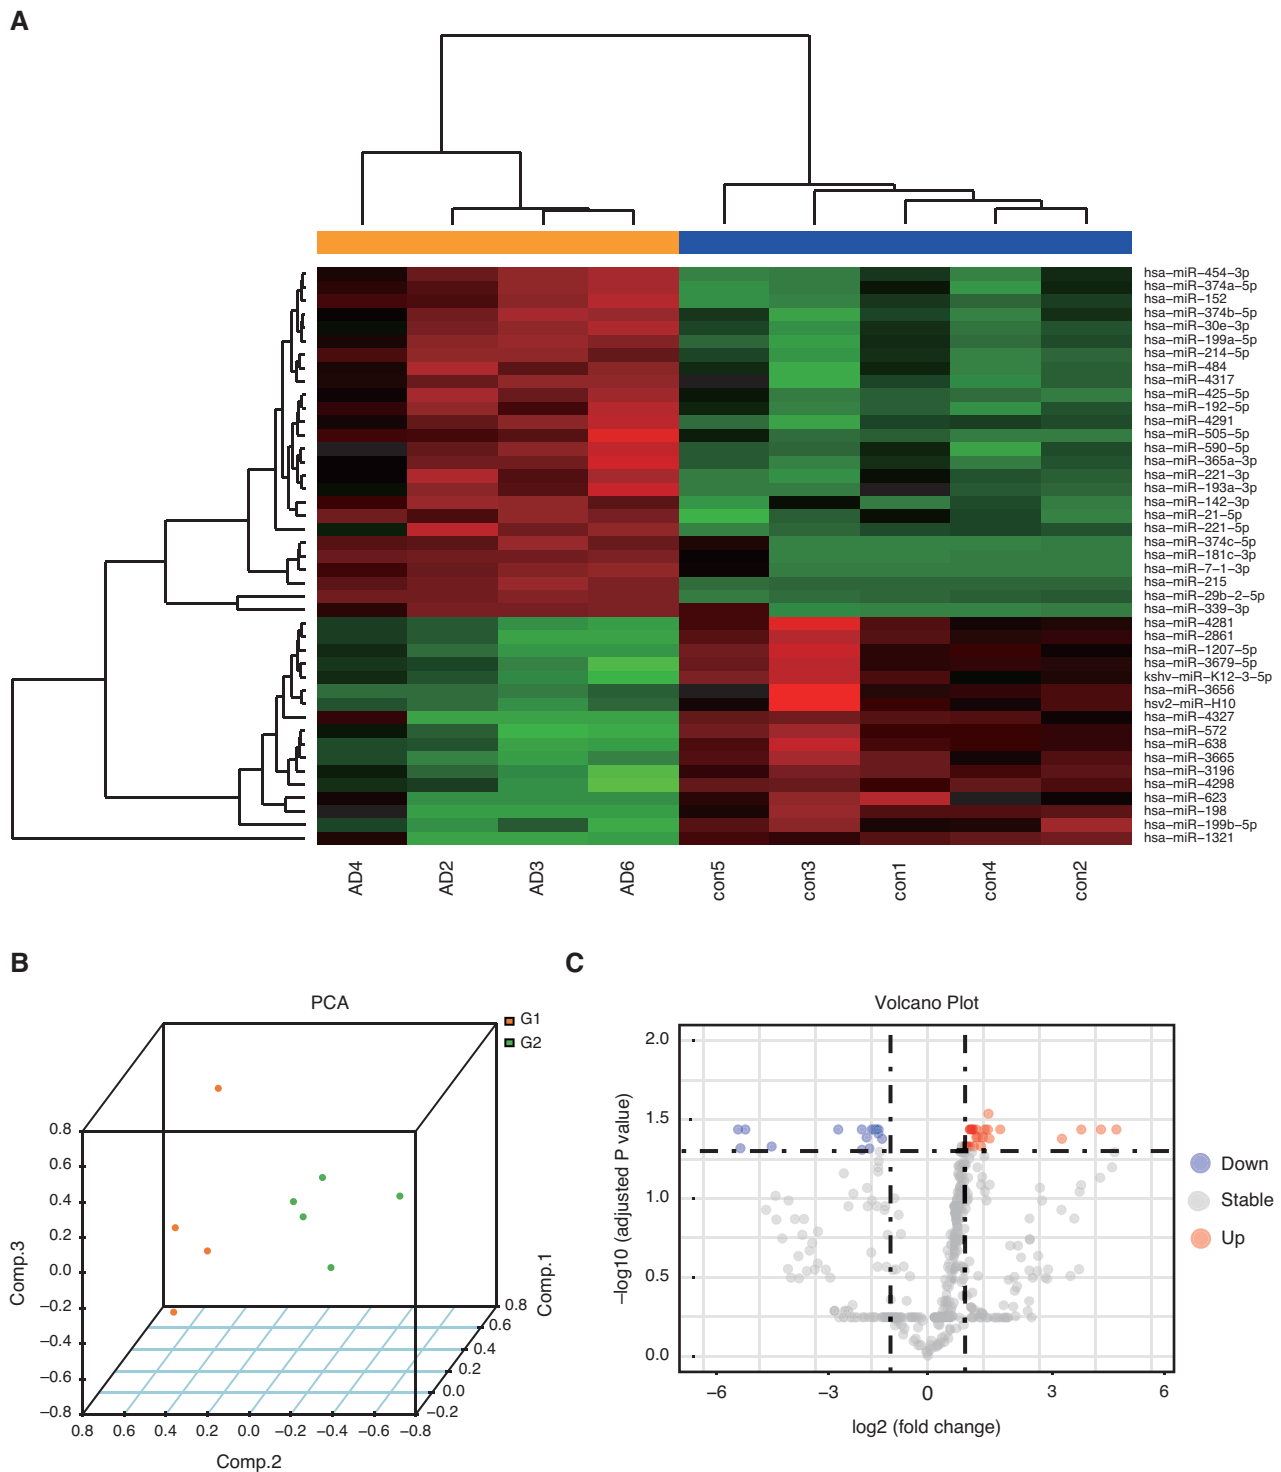 A
hsa−miR−454−3p
hsa−miR−374a−5p
hsa−miR−152
hsa−miR−374b−5p
hsa−miR−30e−3p
hsa−miR−199a−5p
hsa−miR−214−5p
hsa−miR−484
hsa−miR−4317
hsa−miR−425−5p
hsa−miR−192−5p
hsa−miR−4291
hsa−miR−505−5p
hsa−miR−590−5p
hsa−miR−365a−3p
hsa−miR−221−3p
hsa−miR−193a−3p
hsa−miR−142−3p
hsa−miR−21−5p
hsa−miR−221−5p
hsa−miR−374c−5p
hsa−miR−181c−3p
hsa−miR−7−1−3p
hsa−miR−215
hsa−miR−29b−2−5p
hsa−miR−339−3p
hsa−miR−4281
hsa−miR−2861
hsa−miR−1207−5p
hsa−miR−3679−5p
kshv−miR−K12−3−5p
hsa−miR−3656
hsv2−miR−H10
hsa−miR−4327
hsa−miR−572
hsa−miR−638
hsa−miR−3665
hsa−miR−3196
hsa−miR−4298
hsa−miR−623
hsa−miR−198
hsa−miR−199b−5p
hsa−miR−1321
AD4 AD2 AD3 AD6 con5 con3 con1 con4 con2
B
PCA
G1
G2
Comp.3
0.8
0.6
0.4
0.2
0.0
−0.2
−0.4
−0.6
−0.8
0.8 0.6 0.4 0.2 0.0 −0.2 −0.4 −0.6 −0.8
Comp.2
0.8
0.6
0.4
0.2
0.0
−0.2
Comp.1
C
Volcano Plot
−log10 (adjusted P value)
2.0
1.5
1.0
0.5
0.0
−6 −3 0 3 6
log2 (fold change)
Down
Stable
Up